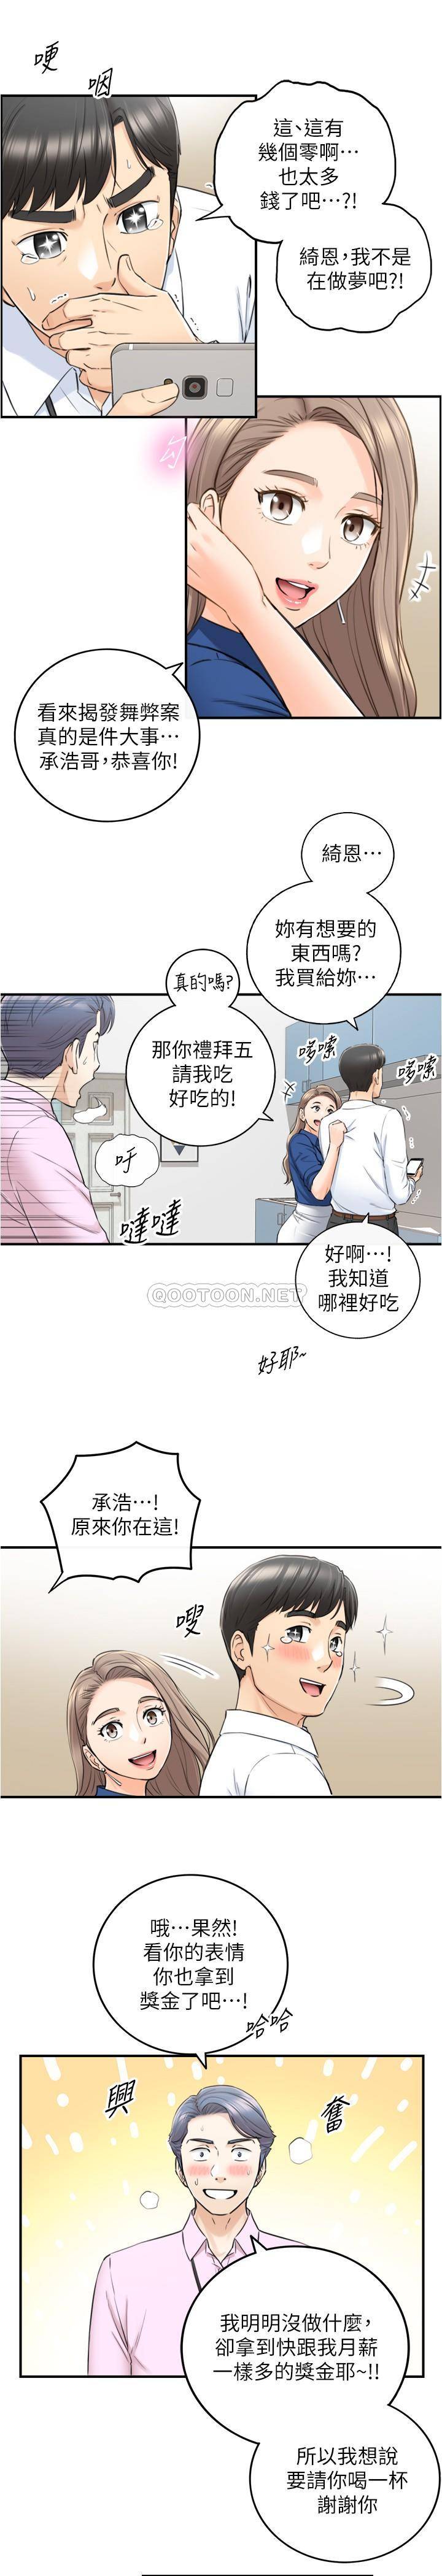 哽
咽
這、這有
幾個零啊…
也太多
錢了吧…?!
綺恩，我不是
在做夢吧?!
勾
看來揭發舞弊案
真的是件大事…
承浩哥，恭喜你!
綺恩…
妳有想要的
東西嗎?
我買給妳…
真的嗎?
那你禮拜五
請我吃
好吃的!
哆嗦
哆嗦
吁
噠噠
好啊…!
我知道
哪裡好吃
QOOTOON.NET
好耶~
承浩…!
原來你在這!
嗖
哦…果然!
看你的表情
你也拿到
獎金了吧…!
哈哈
興
奮
我明明沒做什麼，
卻拿到快跟我月薪
一樣多的獎金耶~!!
所以我想說
要請你喝一杯
謝謝你